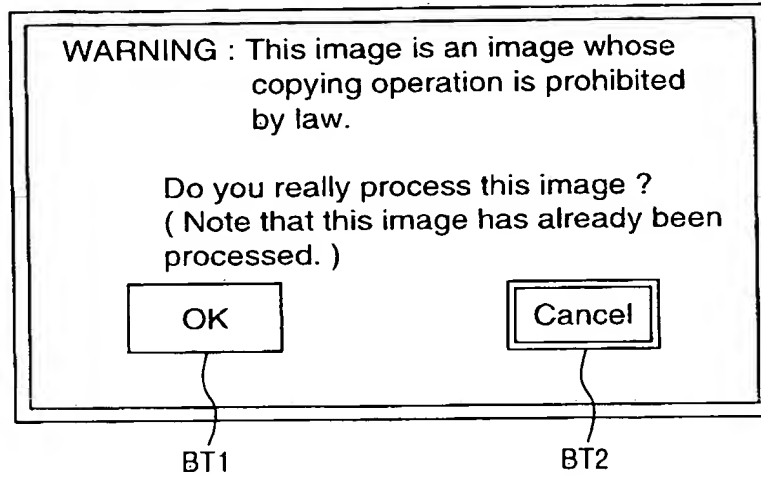 WARNING : This image is an image whose
copying operation is prohibited
by law.
Do you really process this image ?
( Note that this image has already been
processed. )
OK
Cancel
BT1
BT2